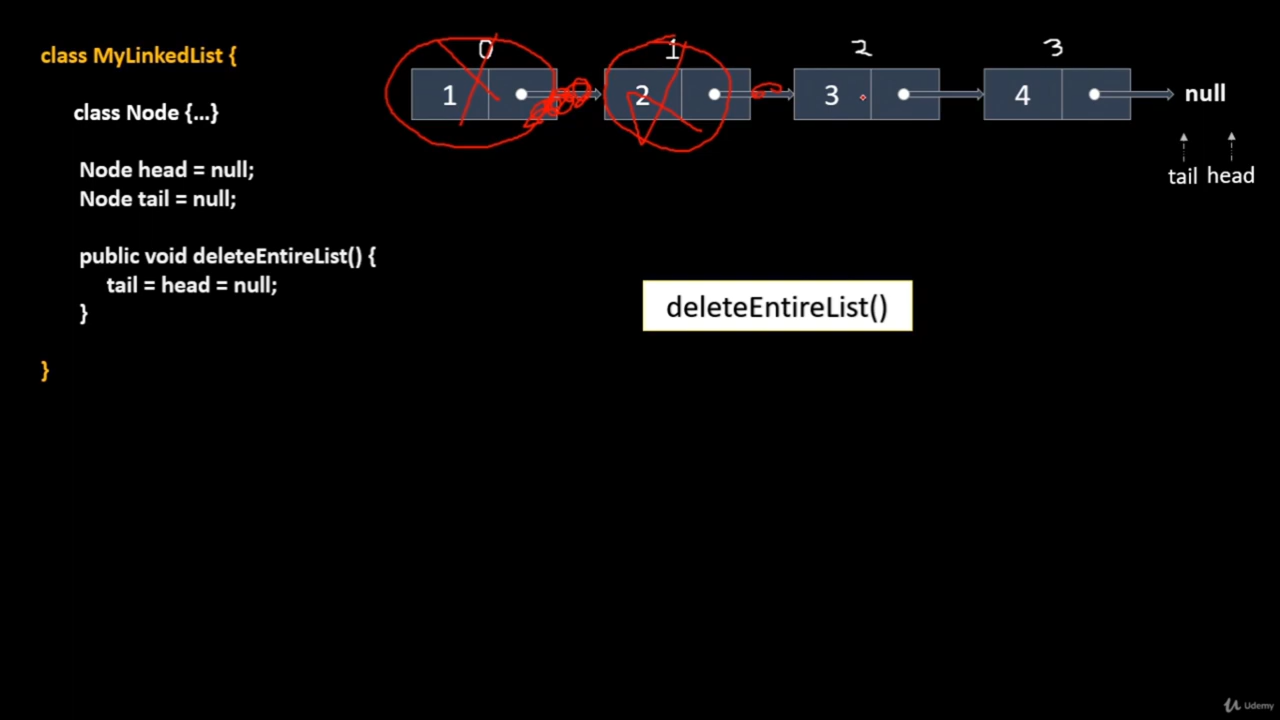 class MyLinkedList {
class Node {...}
Node head = null;
Node tail = null;
public void deleteEntireList() {
tail = head = null;
}
}
0 1 2 3
1 2 3 4 null
tail head
deleteEntireList()
Udemy